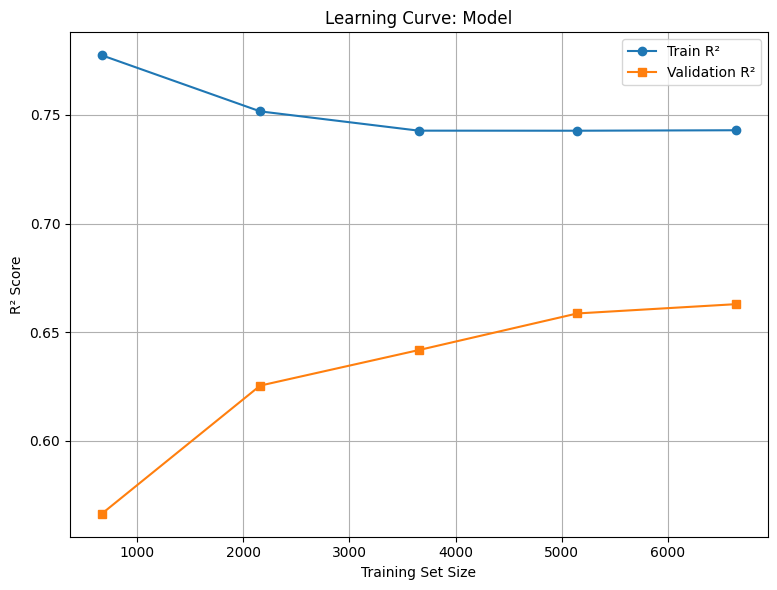 Learning Curve: Model
Train R²
Validation R²
R² Score
0.75
0.70
0.65
0.60
1000 2000 3000 4000 5000 6000
Training Set Size